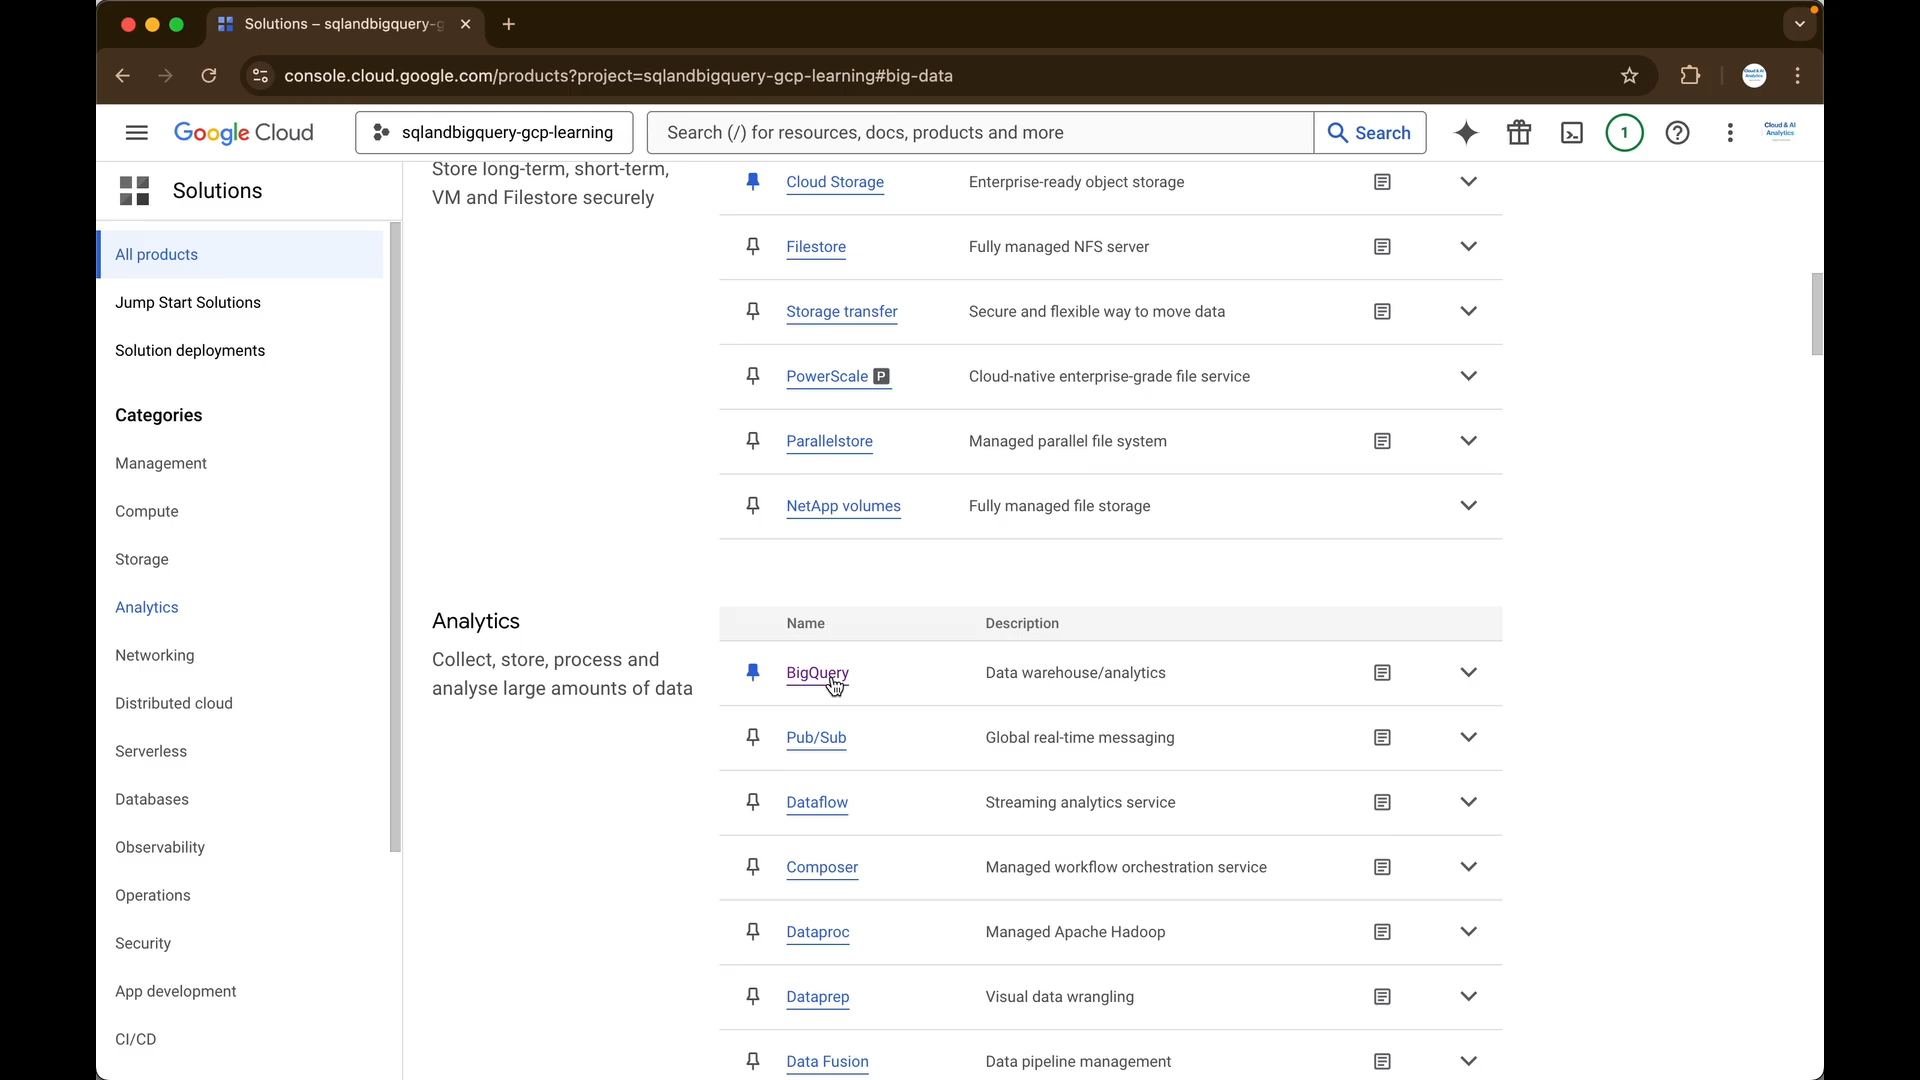 Solutions – sqlandbigquery-g
console.cloud.google.com/products?project=sqlandbigquery-gcp-learning#big-data
Google Cloud
sqlandbigquery-gcp-learning
Search (/) for resources, docs, products and more
Search
1
Cloud & AI
Analytics
Solutions
All products
Jump Start Solutions
Solution deployments
Categories
Management
Compute
Storage
Analytics
Networking
Distributed cloud
Serverless
Databases
Observability
Operations
Security
App development
CI/CD
Store long-term, short-term,
VM and Filestore securely
Cloud Storage Enterprise-ready object storage
Filestore Fully managed NFS server
Storage transfer Secure and flexible way to move data
PowerScale P Cloud-native enterprise-grade file service
Parallelstore Managed parallel file system
NetApp volumes Fully managed file storage
Analytics
Collect, store, process and
analyse large amounts of data
Name Description
BigQuery Data warehouse/analytics
Pub/Sub Global real-time messaging
Dataflow Streaming analytics service
Composer Managed workflow orchestration service
Dataproc Managed Apache Hadoop
Dataprep Visual data wrangling
Data Fusion Data pipeline management